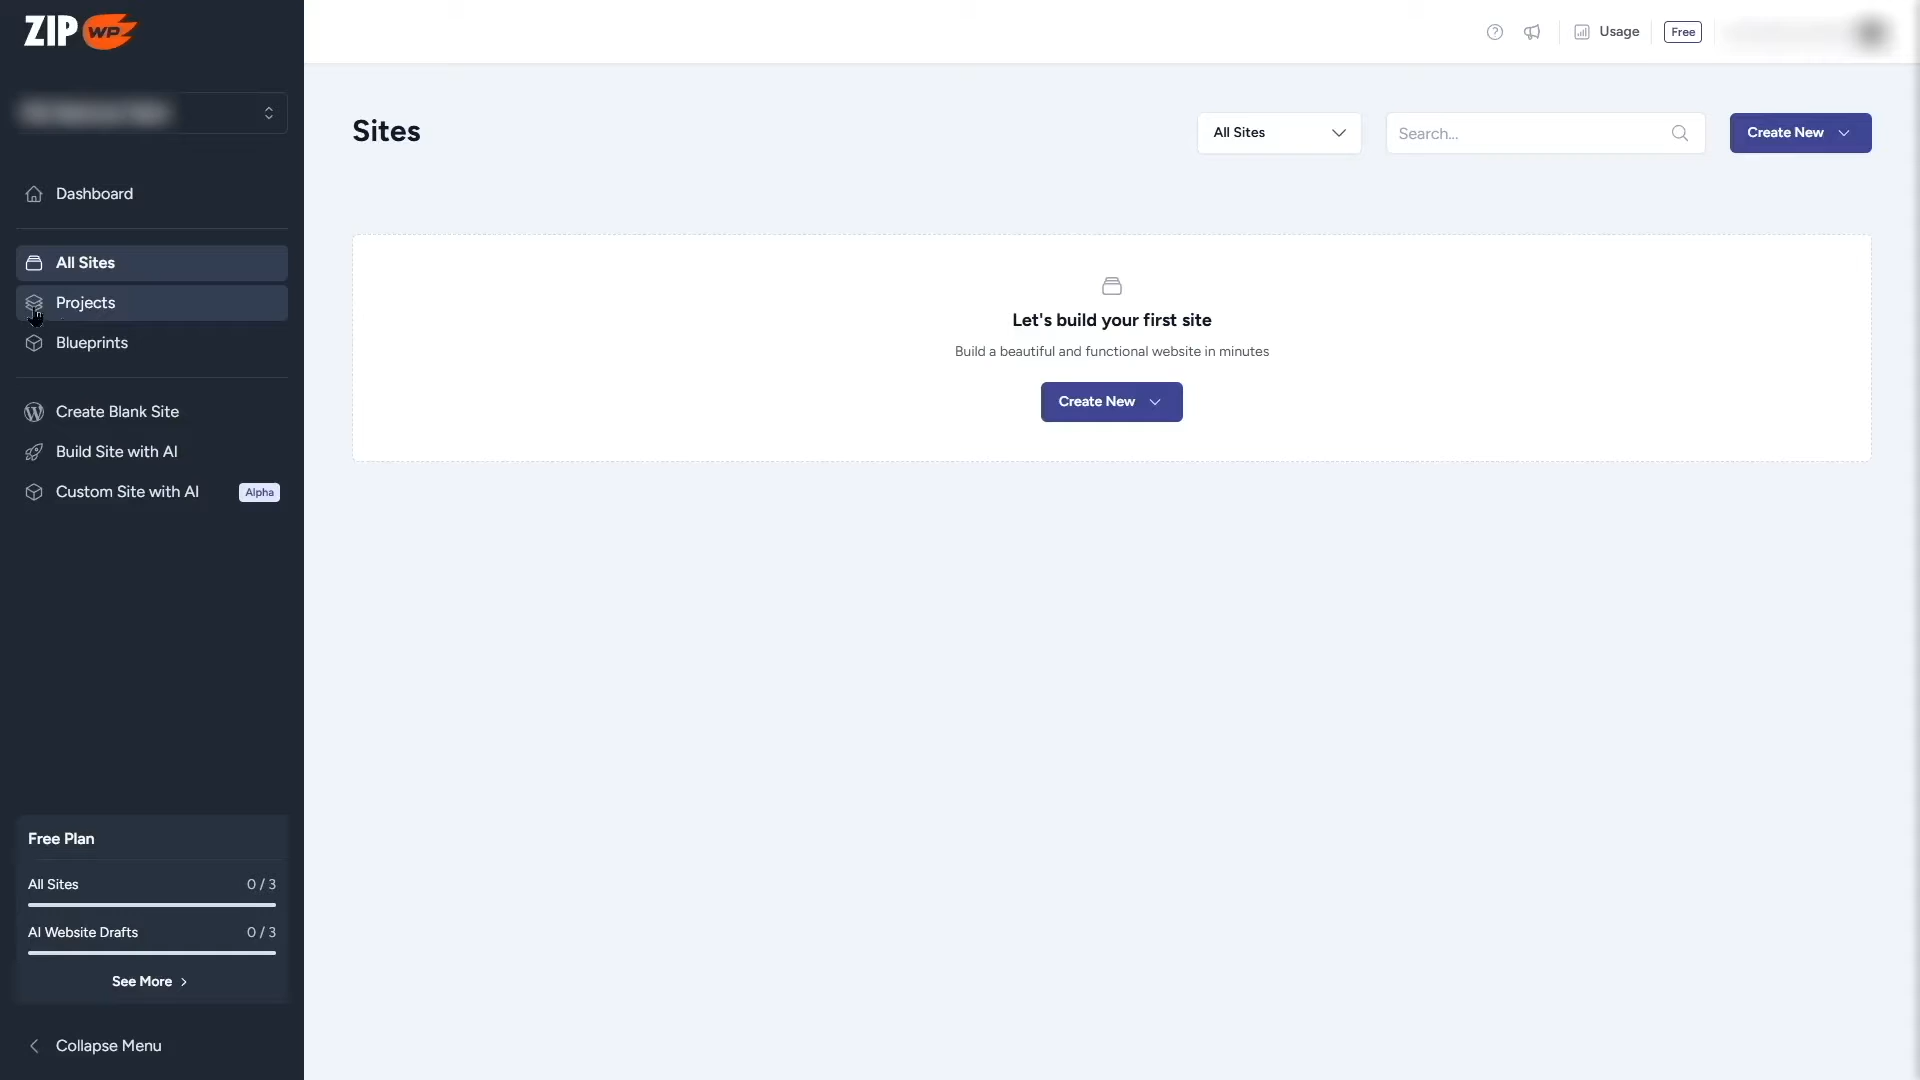 ZIP WP
Usage
Free
Dashboard
All Sites
Projects
Blueprints
Create Blank Site
Build Site with AI
Custom Site with AI
Alpha
Free Plan
All Sites
0 / 3
AI Website Drafts
0 / 3
See More
Collapse Menu
Sites
All Sites
Search...
Create New
Let's build your first site
Build a beautiful and functional website in minutes
Create New